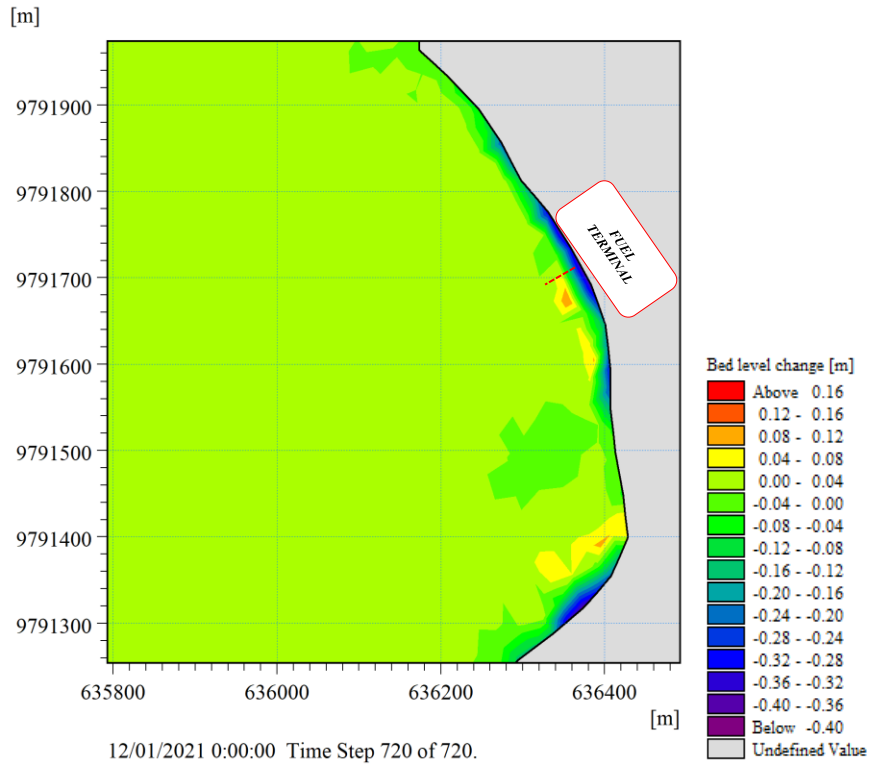 [m]
9791900
9791800
9791700
9791600
9791500
9791400
9791300
635800 636000 636200 636400
[m]
FUEL
TERMINAL
Bed level change [m]
Above 0.16
0.12 - 0.16
0.08 - 0.12
0.04 - 0.08
0.00 - 0.04
-0.04 - 0.00
-0.08 - -0.04
-0.12 - -0.08
-0.16 - -0.12
-0.20 - -0.16
-0.24 - -0.20
-0.28 - -0.24
-0.32 - -0.28
-0.36 - -0.32
-0.40 - -0.36
Below -0.40
Undefined Value
12/01/2021 0:00:00 Time Step 720 of 720.